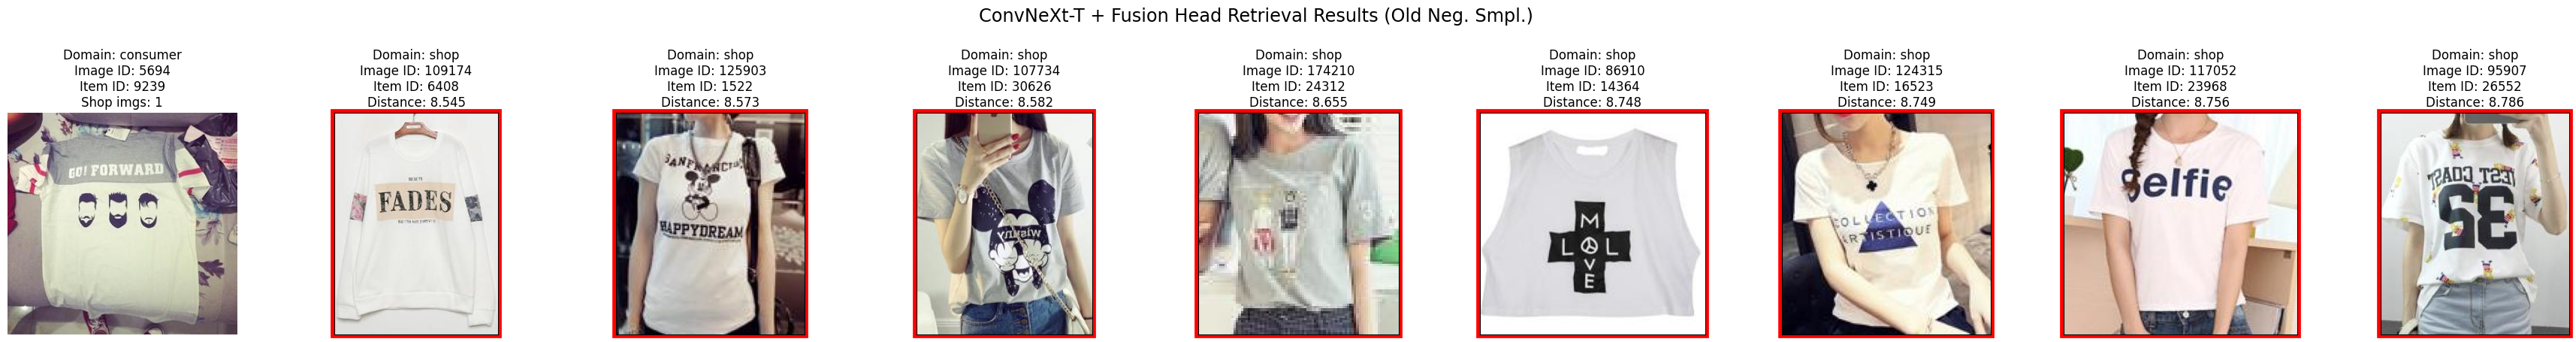 ConvNeXt-T + Fusion Head Retrieval Results (Old Neg. Smpl.)
Domain: consumer
Image ID: 5694
Item ID: 9239
Shop imgs: 1
GO! FORWARD
Domain: shop
Image ID: 109174
Item ID: 6408
Distance: 8.545
FADES
Domain: shop
Image ID: 125903
Item ID: 1522
Distance: 8.573
SANFRANCISC
HAPPYDREAM
Domain: shop
Image ID: 107734
Item ID: 30626
Distance: 8.582
Domain: shop
Image ID: 174210
Item ID: 24312
Distance: 8.655
Domain: shop
Image ID: 86910
Item ID: 14364
Distance: 8.748
M
L L
V
E
Domain: shop
Image ID: 124315
Item ID: 16523
Distance: 8.749
COLLECTION
ARTISTIQUE
Domain: shop
Image ID: 117052
Item ID: 23968
Distance: 8.756
Selfie
Domain: shop
Image ID: 95907
Item ID: 26552
Distance: 8.786
TEST COAST
32